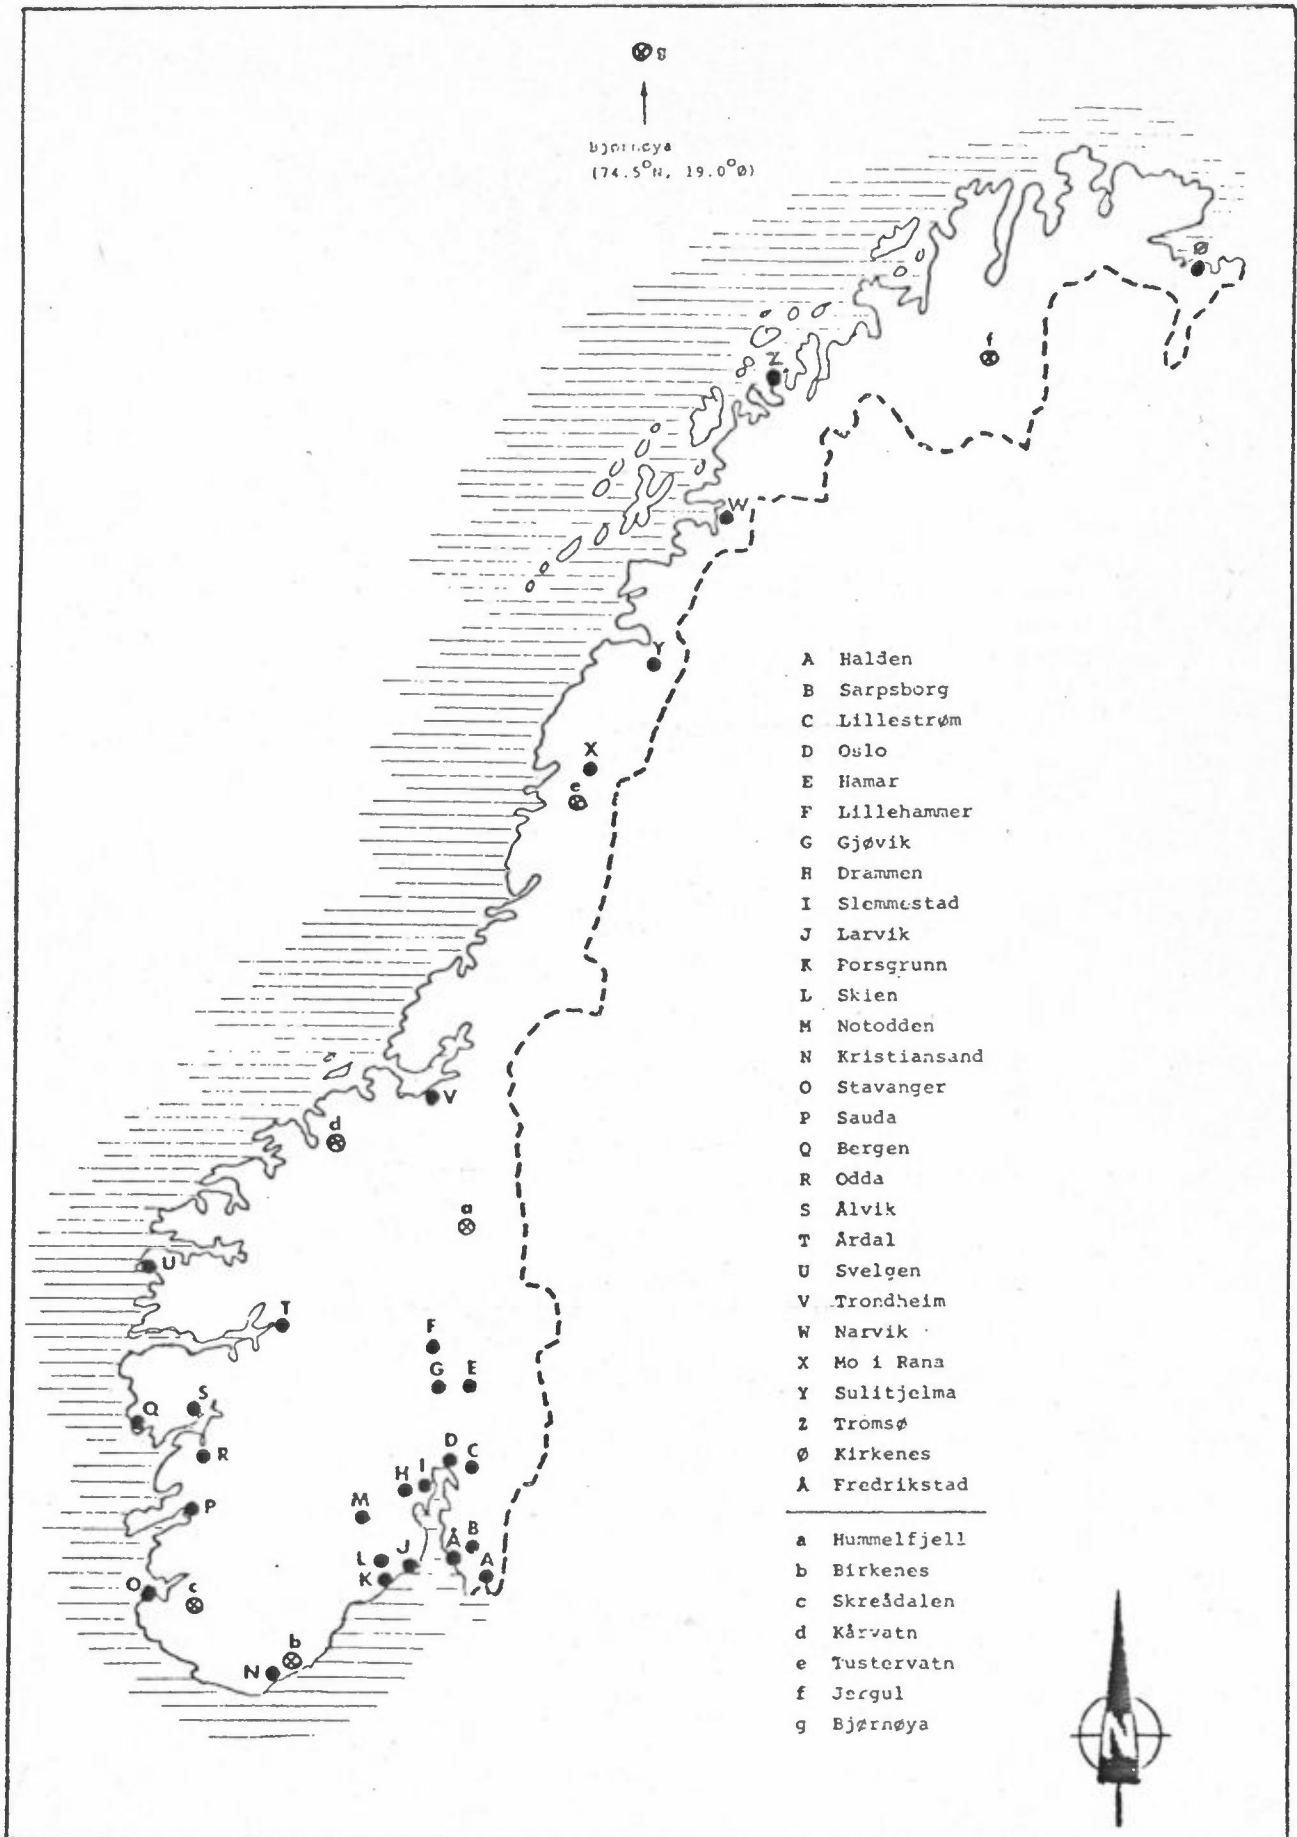 g
Bjørnøya
(74.5°N, 19.0°Ø)
Ø
f
Z
W
Y
X
e
V
d
a
U
T
F
G E
S
Q
R
D
C
I
H
P
M
B
Å
J
L
A
K
O
c
b
N
A Halden
B Sarpsborg
C Lillestrøm
D Oslo
E Hamar
F Lillehammer
G Gjøvik
H Drammen
I Slemmestad
J Larvik
K Porsgrunn
L Skien
M Notodden
N Kristiansand
O Stavanger
P Sauda
Q Bergen
R Odda
S Ålvik
T Årdal
U Svelgen
V Trondheim
W Narvik
X Mo i Rana
Y Sulitjelma
Z Tromsø
Ø Kirkenes
Å Fredrikstad
a Hummelfjell
b Birkenes
c Skreådalen
d Kårvatn
e Tustervatn
f Jergul
g Bjørnøya
N